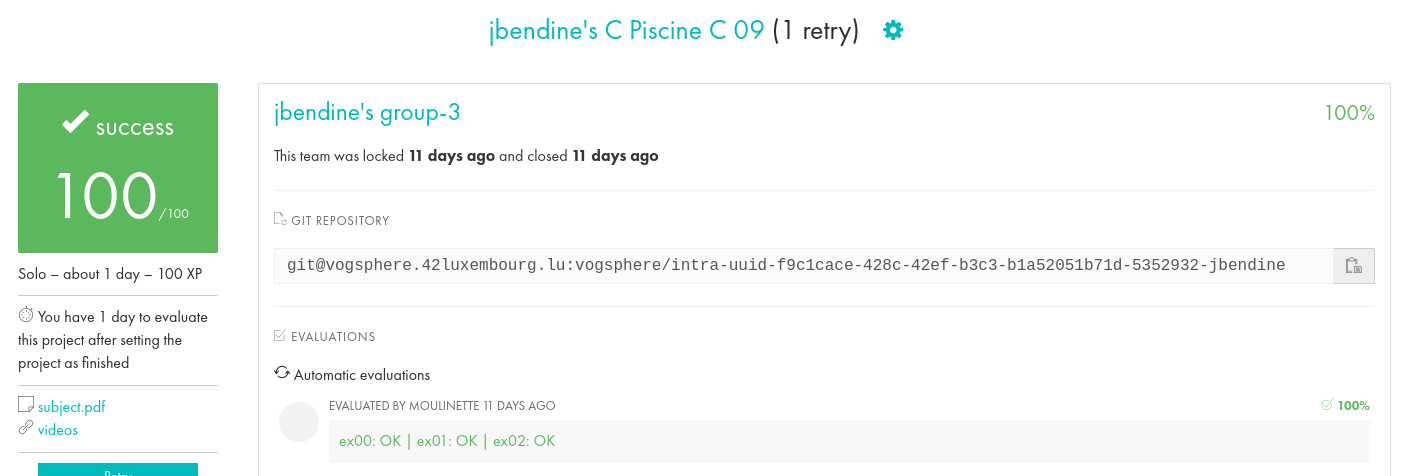 jbendine's C Piscine C 09 (1 retry)
success
100/100
Solo – about 1 day – 100 XP
You have 1 day to evaluate
this project after setting the
project as finished
subject.pdf
videos
Retry
jbendine's group-3
100%
This team was locked 11 days ago and closed 11 days ago
GIT REPOSITORY
git@vogsphere.42luxembourg.lu:vogsphere/intra-uuid-f9c1cace-428c-42ef-b3c3-b1a52051b71d-5352932-jbendine
EVALUATIONS
Automatic evaluations
EVALUATED BY MOULINETTE 11 DAYS AGO
100%
ex00: OK | ex01: OK | ex02: OK